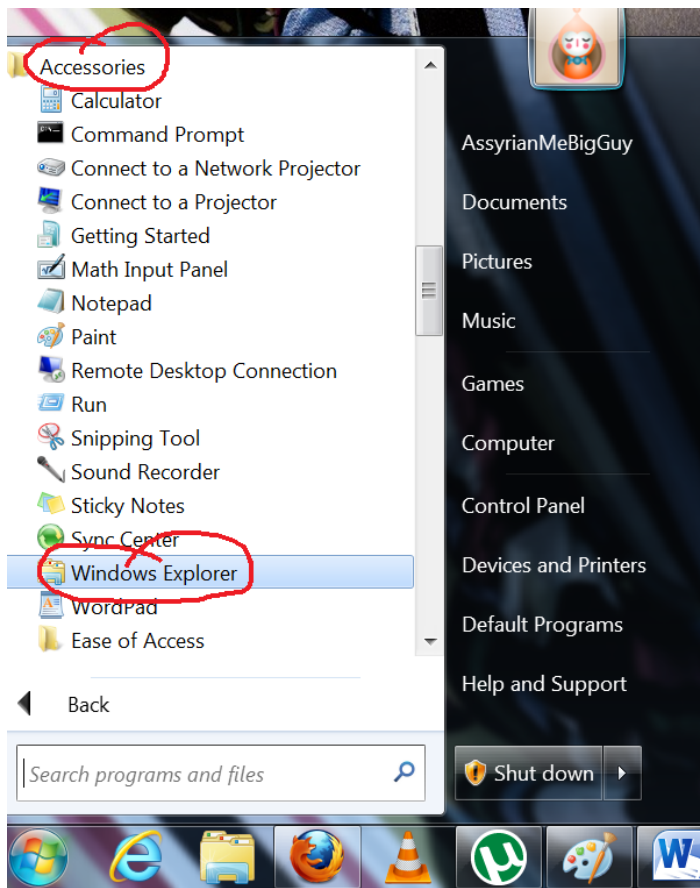 Accessories
Calculator
Command Prompt
Connect to a Network Projector
Connect to a Projector
Getting Started
Math Input Panel
Notepad
Paint
Remote Desktop Connection
Run
Snipping Tool
Sound Recorder
Sticky Notes
Sync Center
Windows Explorer
WordPad
Ease of Access
Back
Search programs and files
AssyrianMeBigGuy
Documents
Pictures
Music
Games
Computer
Control Panel
Devices and Printers
Default Programs
Help and Support
Shut down